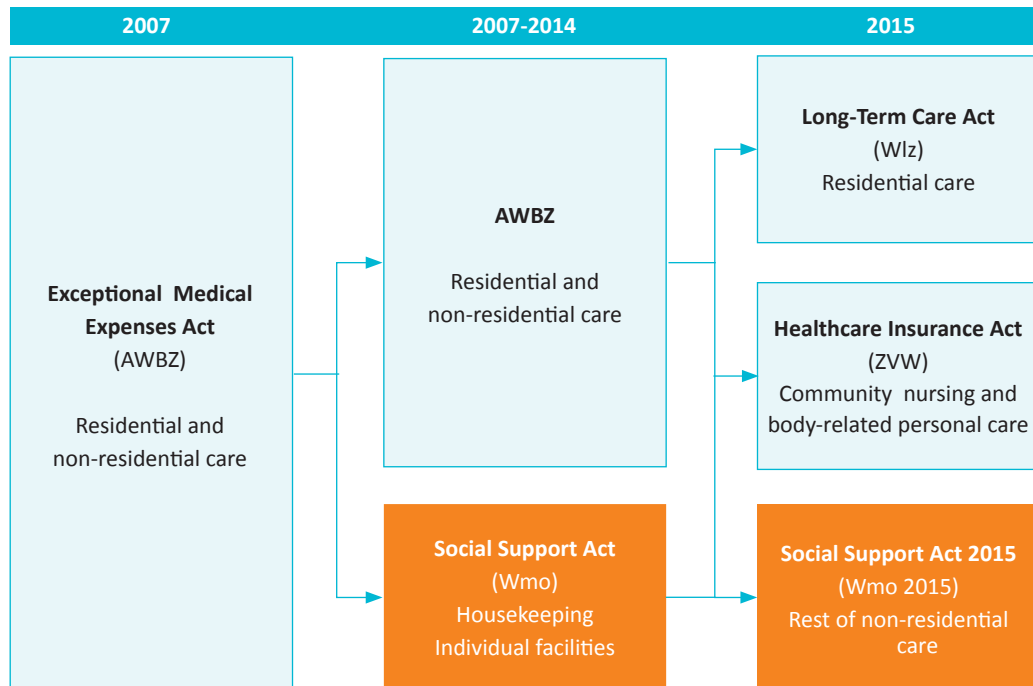 2007
2007-2014
2015
Exceptional Medical
Expenses Act
(AWBZ)
Residential and
non-residential care
AWBZ
Residential and
non-residential care
Social Support Act
(Wmo)
Housekeeping
Individual facilities
Long-Term Care Act
(Wlz)
Residential care
Healthcare Insurance Act
(ZVW)
Community nursing and
body-related personal care
Social Support Act 2015
(Wmo 2015)
Rest of non-residential
care